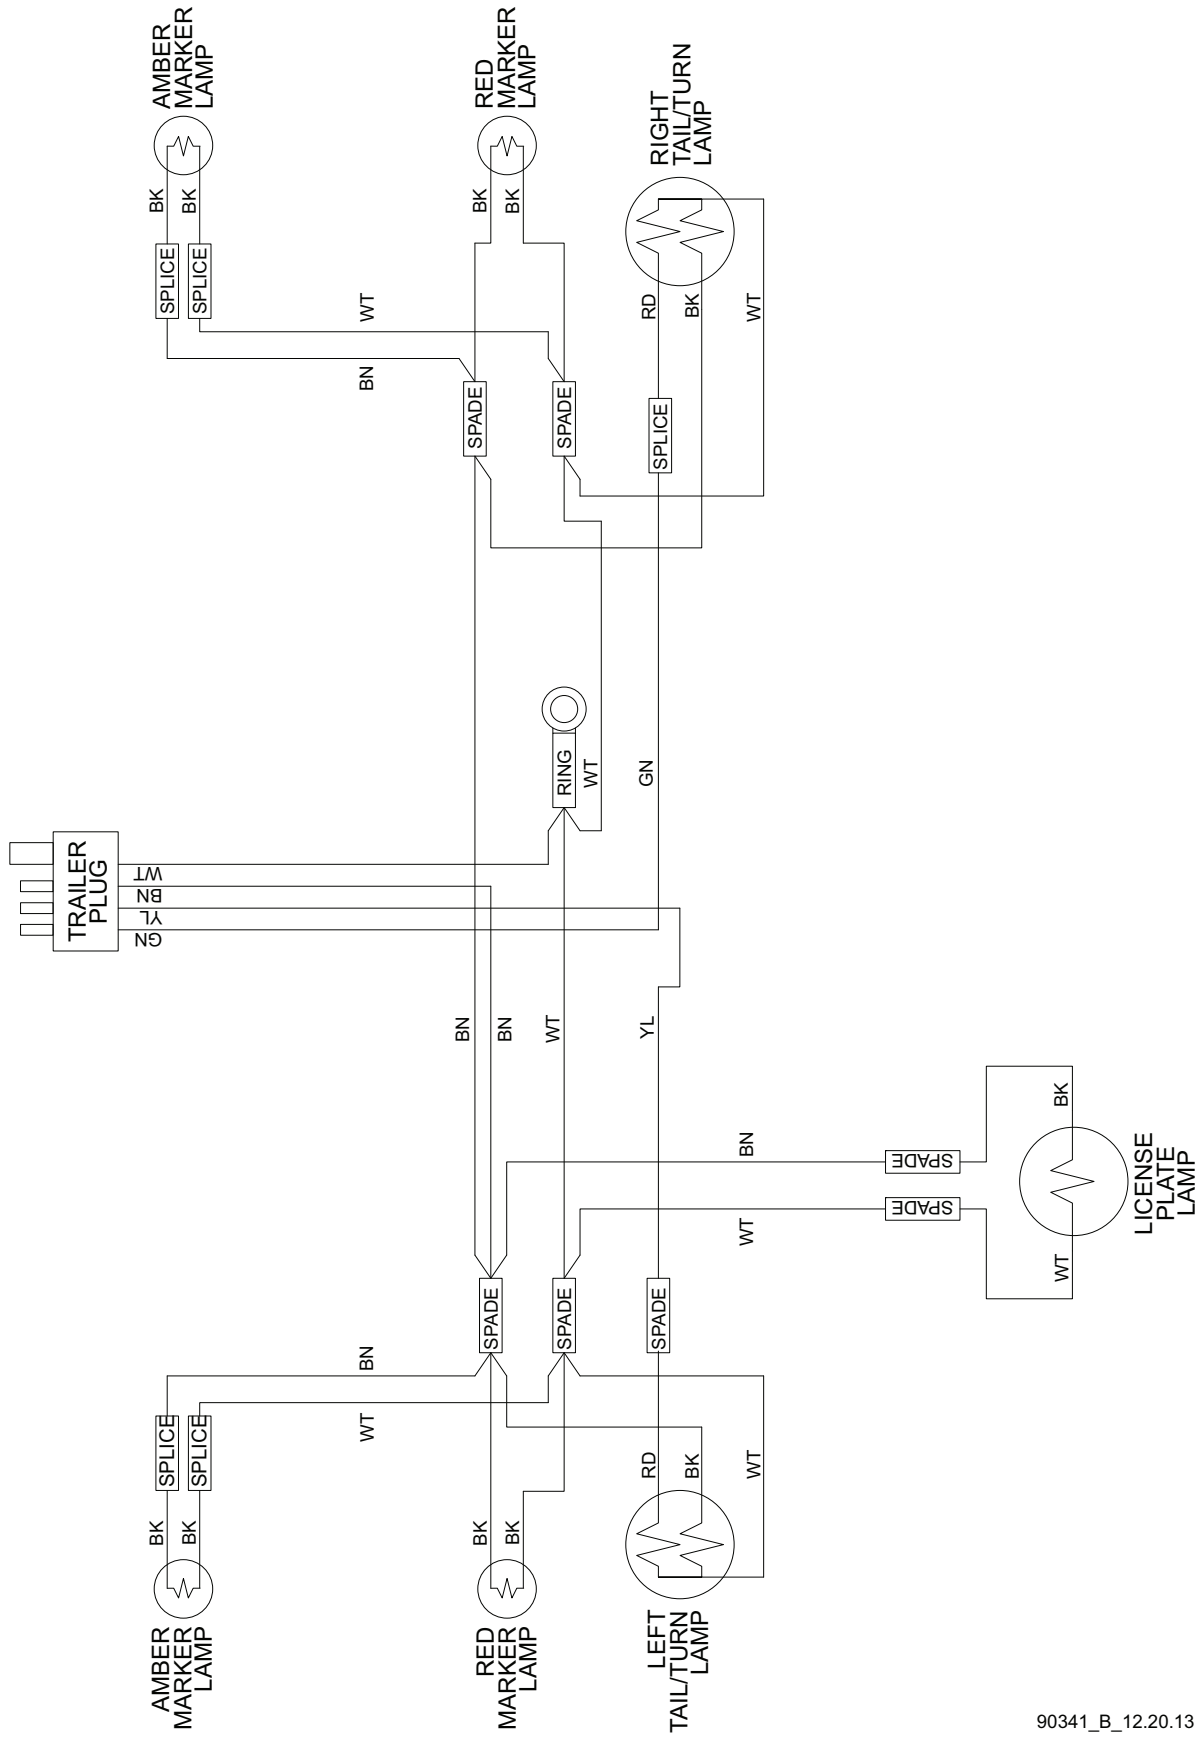 AMBER
MARKER
LAMP
RED
MARKER
LAMP
RIGHT
TAIL/TURN
LAMP
BK
BK
BK
BK
SPLICE
SPLICE
WT
BN
RD
BK
WT
SPADE
SPADE
SPLICE
RING
WT
GN
TRAILER
PLUG
WT
BN
YL
GN
BN
BN
WT
YL
BK
BN
SPADE
SPADE
LICENSE
PLATE
LAMP
WT
WT
SPADE
SPADE
SPADE
BN
WT
SPLICE
SPLICE
RD
BK
WT
BK
BK
BK
BK
AMBER
MARKER
LAMP
RED
MARKER
LAMP
LEFT
TAIL/TURN
LAMP
90341_B_12.20.13